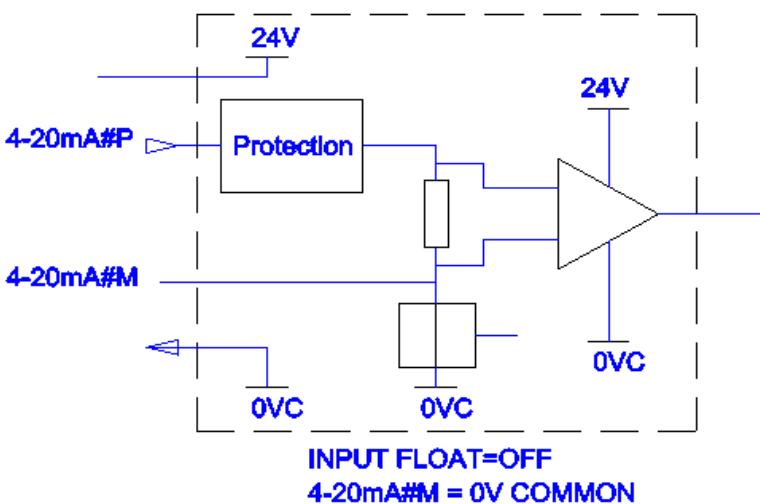 24V
24V
4-20mA#P
Protection
4-20mA#M
0VC
0VC
0VC
INPUT FLOAT=OFF
4-20mA#M = 0V COMMON